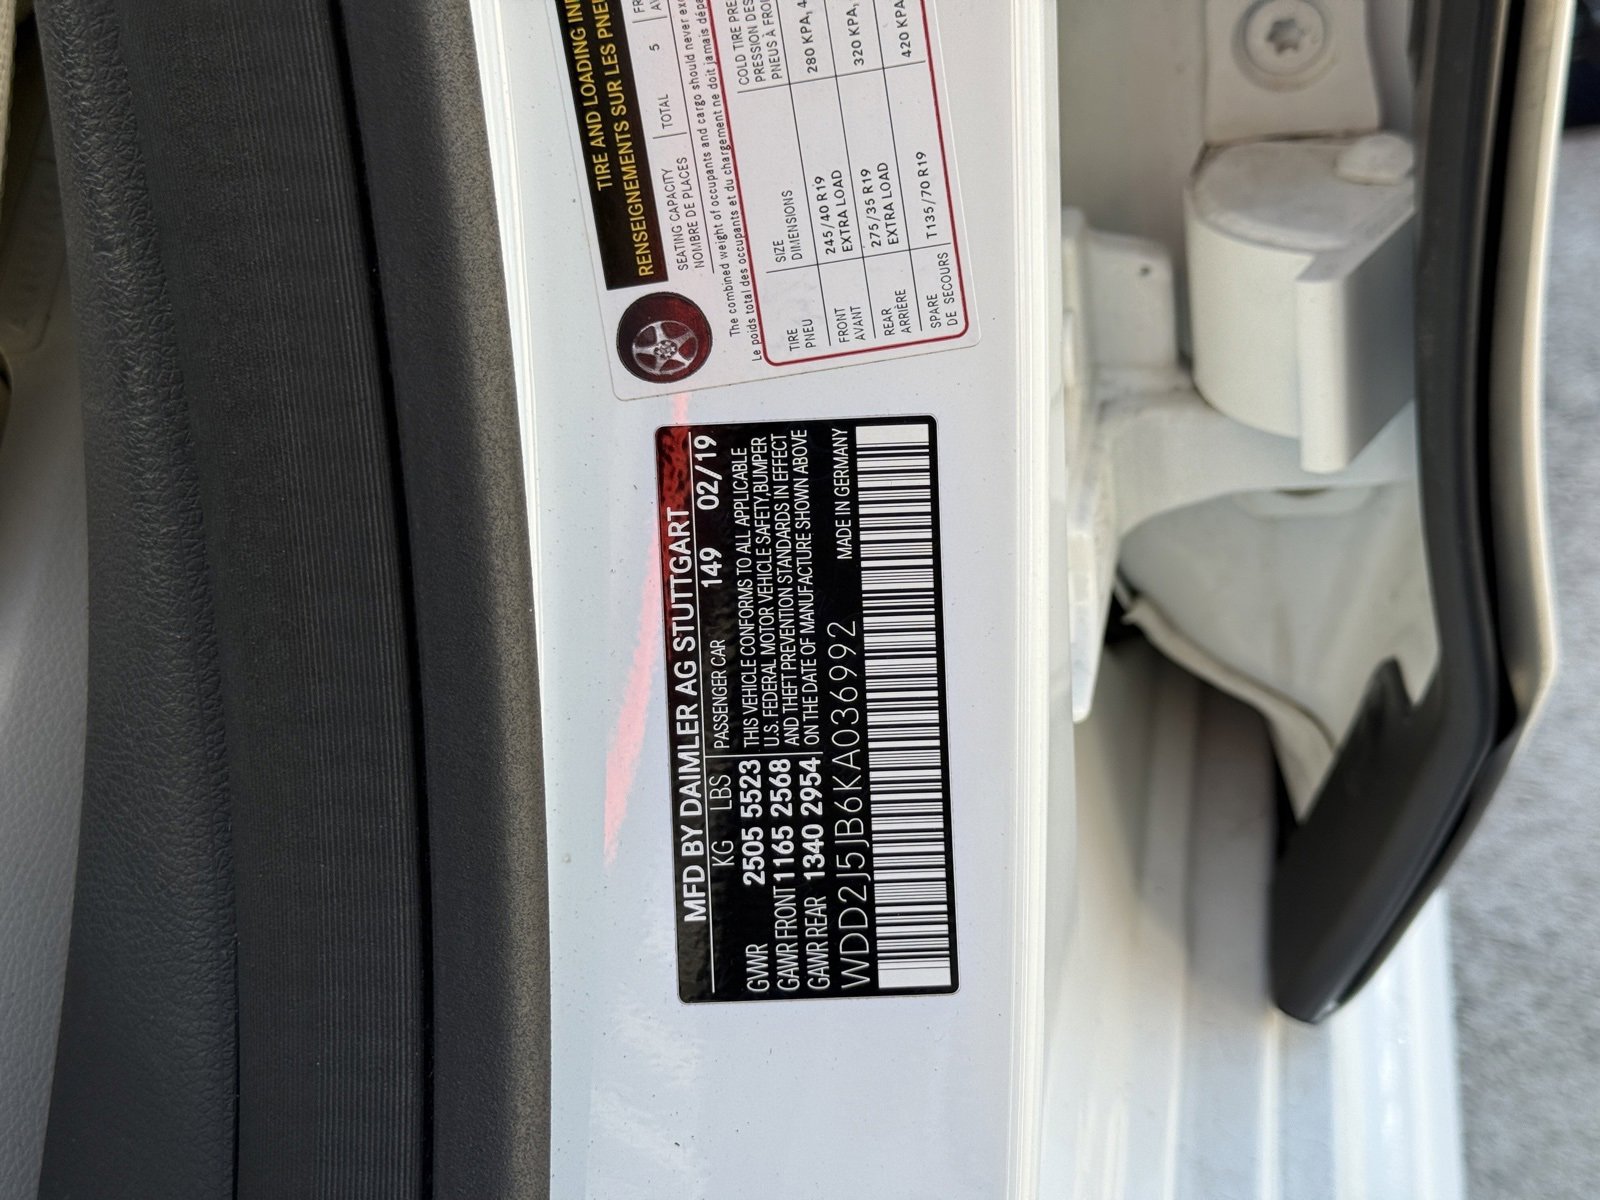 MFD BY DAIMLER AG STUTTGART
KG LBS PASSENGER CAR 149 02/19
GVWR 2505 5523 THIS VEHICLE CONFORMS TO ALL APPLICABLE
U.S. FEDERAL MOTOR VEHICLE SAFETY,BUMPER
GAWR FRONT 1165 2568 AND THEFT PREVENTION STANDARDS IN EFFECT
GAWR REAR 1340 2954 ON THE DATE OF MANUFACTURE SHOWN ABOVE
WDD2J5JB6KA036992 MADE IN GERMANY
TIRE AND LOADING
RENSEIGNEMENTS SUR LES
SEATING CAPACITY
NOMBRE DE PLACES
TOTAL 5
The combined weight of occupants and cargo should never
Le poids total des occupants et du chargement ne doit jamais
TIRE
PNEU
SIZE
DIMENSIONS
COLD TIRE
PRESSION DES
PNEUS À
FRONT
AVANT
245/40 R19
EXTRA LOAD
280 KPA,
REAR
ARRIÈRE
275/35 R19
EXTRA LOAD
320 KPA,
SPARE
DE SECOURS
T135/70 R19
420 KPA